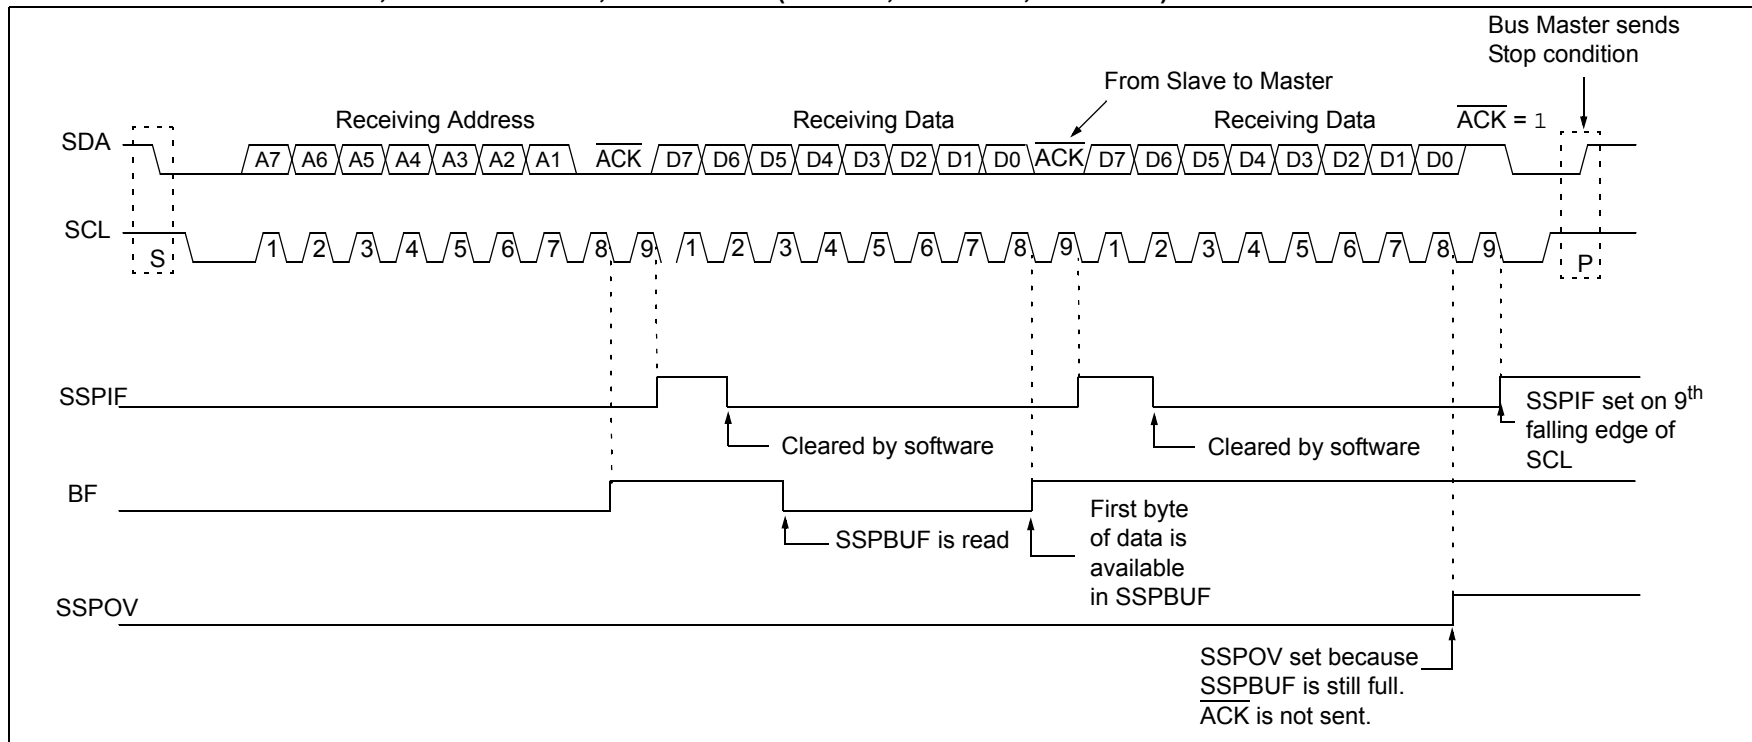 Bus Master sends
Stop condition
From Slave to Master
Receiving Address
Receiving Data
Receiving Data
ACK = 1
SDA
A7 A6 A5 A4 A3 A2 A1 ACK D7 D6 D5 D4 D3 D2 D1 D0 ACK D7 D6 D5 D4 D3 D2 D1 D0
SCL
S
1 2 3 4 5 6 7 8 9 1 2 3 4 5 6 7 8 9 1 2 3 4 5 6 7 8 9
P
SSPIF
Cleared by software
Cleared by software
SSPIF set on 9th
falling edge of
SCL
BF
SSPBUF is read
First byte
of data is
available
in SSPBUF
SSPOV
SSPOV set because
SSPBUF is still full.
ACK is not sent.